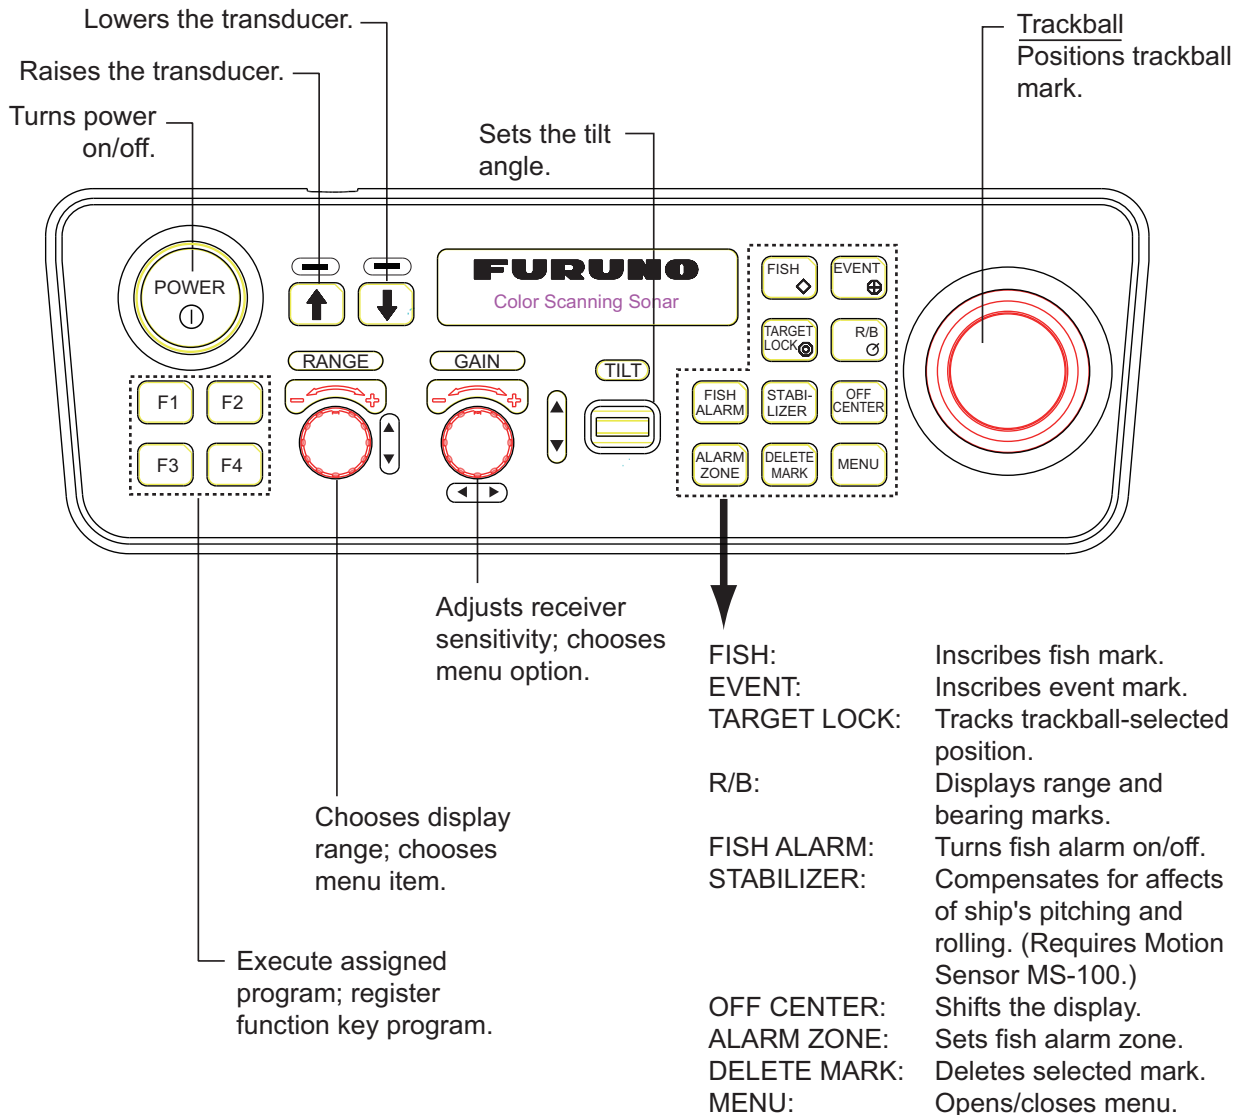 Lowers the transducer.
Raises the transducer.
Turns power
on/off.
Sets the tilt
angle.
Trackball
Positions trackball
mark.
POWER
FURUNO
Color Scanning Sonar
FISH
EVENT
TARGET
LOCK
R/B
RANGE
GAIN
TILT
F1
F2
F3
F4
FISH
ALARM
STABI-
LIZER
OFF
CENTER
ALARM
ZONE
DELETE
MARK
MENU
Adjusts receiver
sensitivity; chooses
menu option.
Chooses display
range; chooses
menu item.
Execute assigned
program; register
function key program.
FISH: Inscribes fish mark.
EVENT: Inscribes event mark.
TARGET LOCK: Tracks trackball-selected
position.
R/B: Displays range and
bearing marks.
FISH ALARM: Turns fish alarm on/off.
STABILIZER: Compensates for affects
of ship's pitching and
rolling. (Requires Motion
Sensor MS-100.)
OFF CENTER: Shifts the display.
ALARM ZONE: Sets fish alarm zone.
DELETE MARK: Deletes selected mark.
MENU: Opens/closes menu.